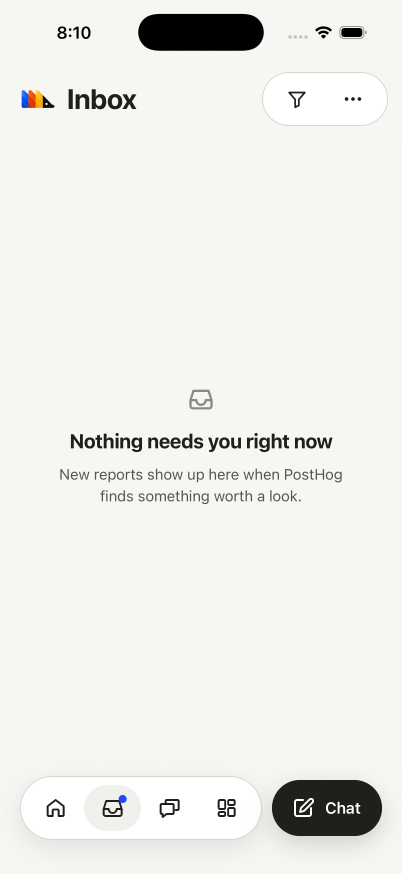 8:10
Inbox
Nothing needs you right now
New reports show up here when PostHog
finds something worth a look.
Chat